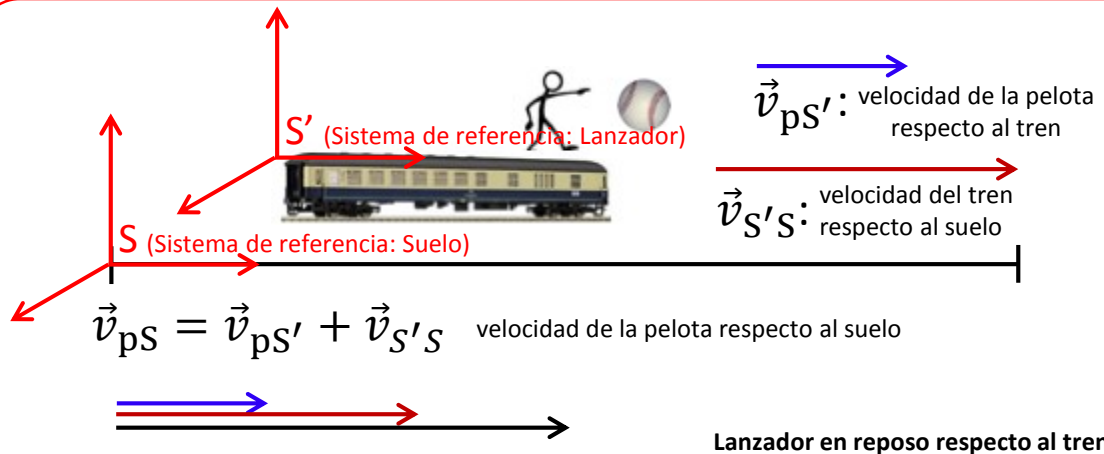 S’ (Sistema de referencia: Lanzador)
v⃗pS′: velocidad de la pelota
respecto al tren
v⃗S′S: velocidad del tren
respecto al suelo
S (Sistema de referencia: Suelo)
v⃗pS = v⃗pS′ + v⃗S′S velocidad de la pelota respecto al suelo
Lanzador en reposo respecto al tren